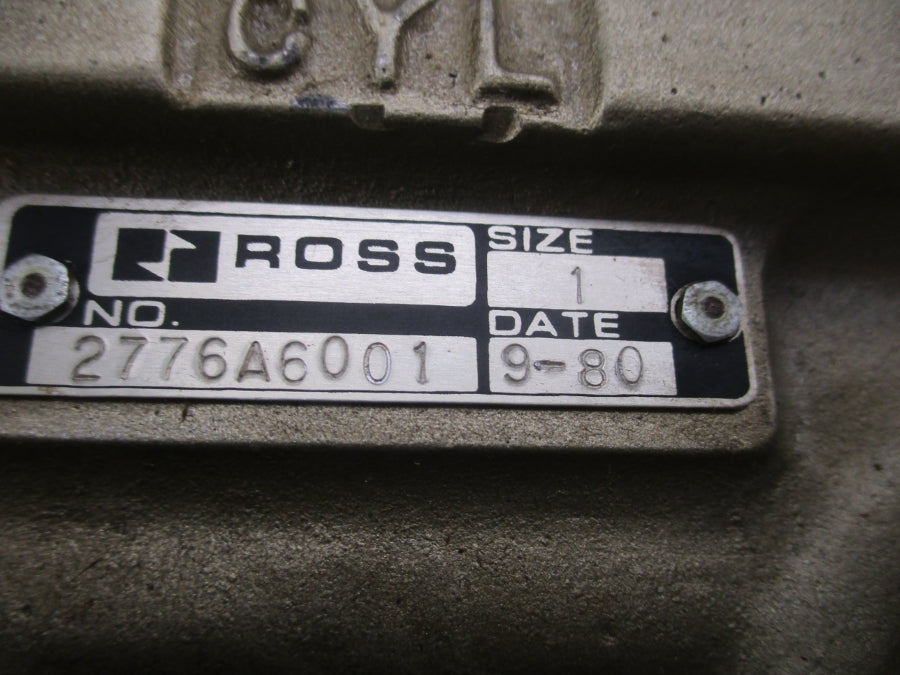 CYL
ROSS
SIZE
1
NO.
2776A6001
DATE
9-80